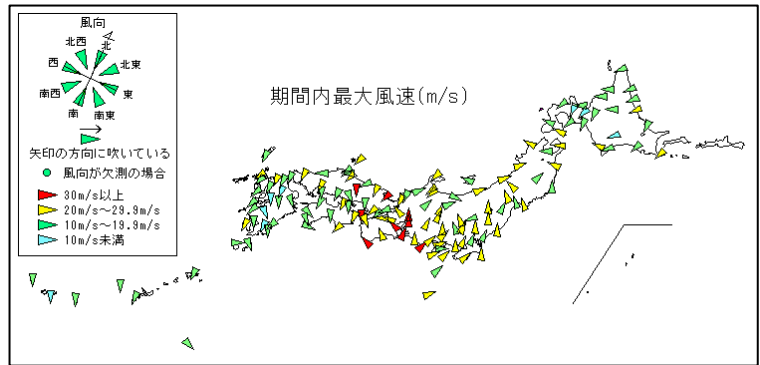 期間内最大風速(m/s)
風向
北
北西
北東
西
東
南西
南東
南
矢印の方向に吹いている
風向が欠測の場合
30m/s以上
20m/s～29.9m/s
10m/s～19.9m/s
10m/s未満